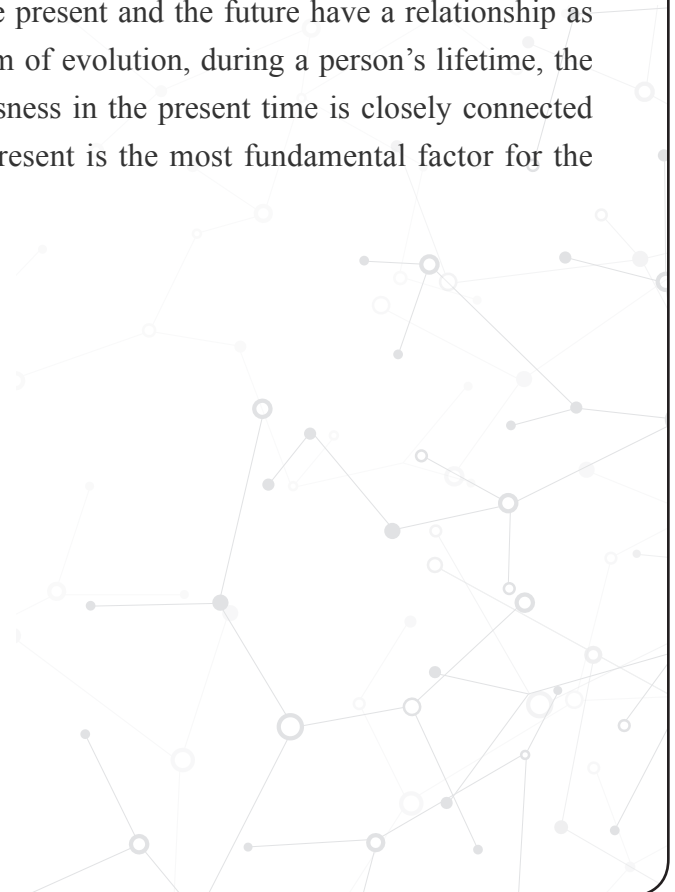 e present and the future have a relationship as
n of evolution, during a person's lifetime, the
sness in the present time is closely connected
resent is the most fundamental factor for the